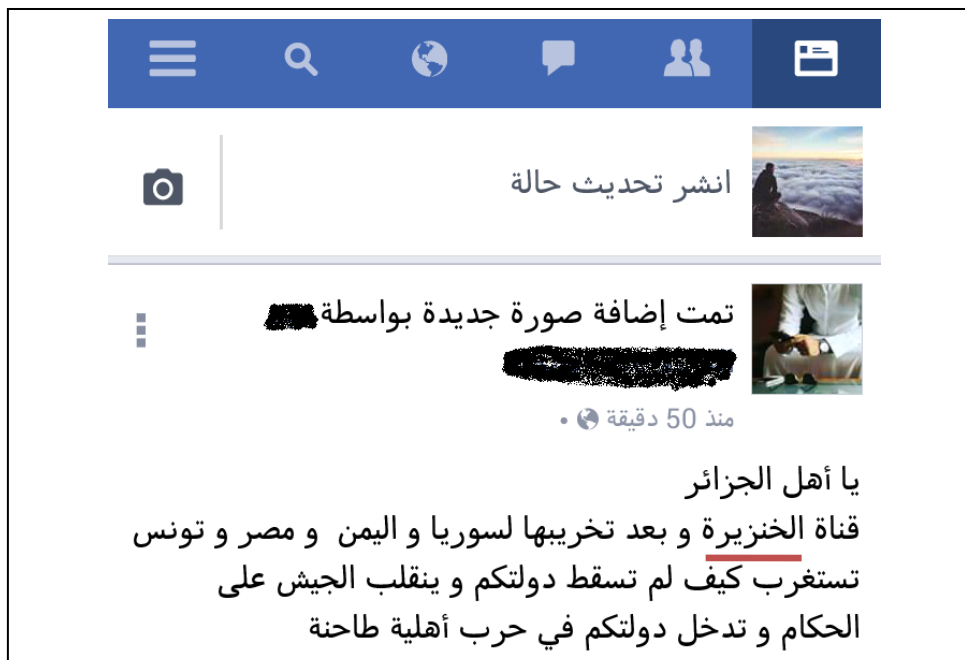 انشر تحديث حالة
تمت إضافة صورة جديدة بواسطة
منذ 50 دقيقة
يا أهل الجزائر
قناة الخنزيرة و بعد تخريبها لسوريا و اليمن و مصر و تونس
تستغرب كيف لم تسقط دولتكم و ينقلب الجيش على
الحكام و تدخل دولتكم في حرب أهلية طاحنة